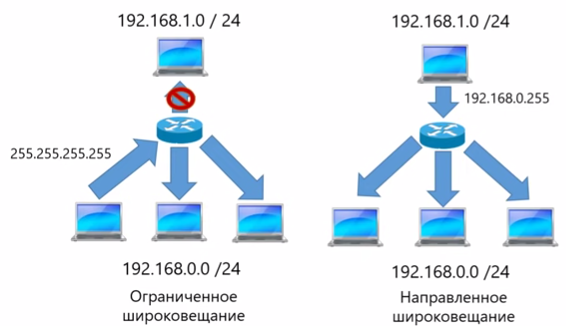 192.168.1.0 / 24
192.168.1.0 /24
192.168.0.255
255.255.255.255
192.168.0.0 /24
192.168.0.0 /24
Ограниченное
широковещание
Направленное
широковещание